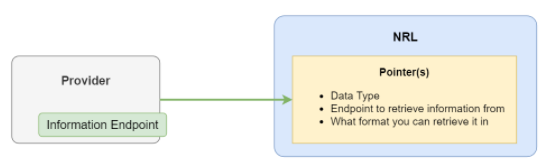 NRL
Pointer(s)
Provider
• Data Type
• Endpoint to retrieve information from
• What format you can retrieve it in
Information Endpoint